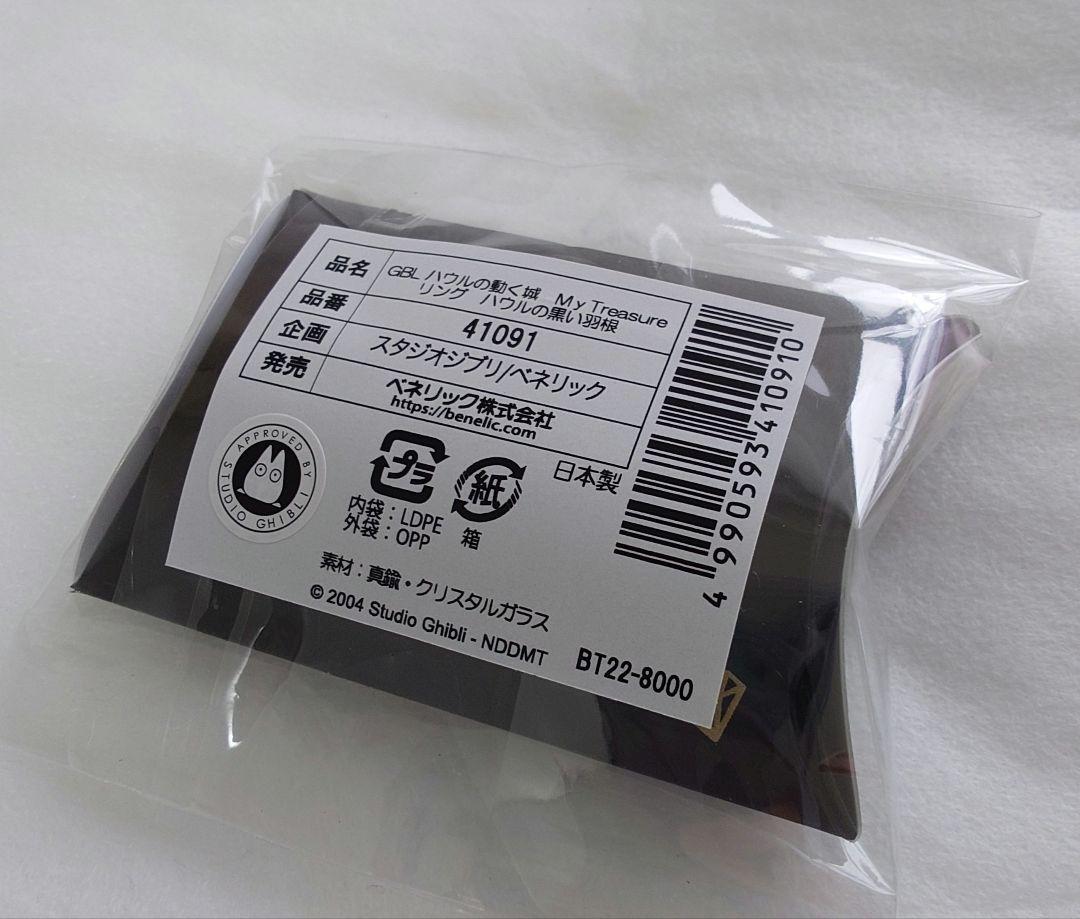 品名 GBL ハウルの動く城 My Treasure
リング ハウルの黒い羽根
品番 41091
企画 スタジオジブリ/ベネリック
発売 ベネリック株式会社
https://benelic.com
日本製
APPROVED BY STUDIO GHIBLI
プラ
紙
内袋:LDPE
外袋:OPP
箱
素材:真鍮・クリスタルガラス
© 2004 Studio Ghibli - NDDMT
BT22-8000
4 990593 410910